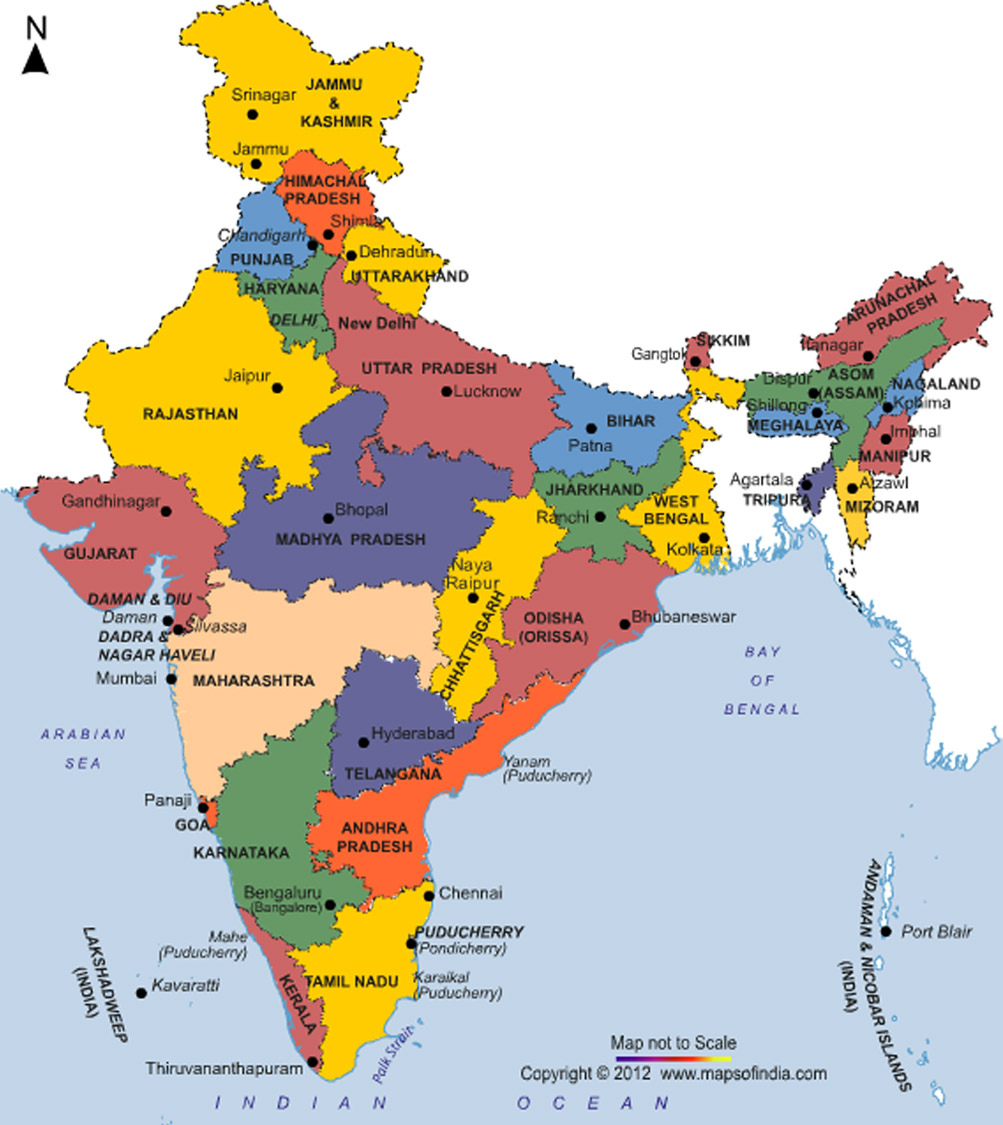 N
JAMMU
&
KASHMIR
Srinagar
Jammu
HIMACHAL
PRADESH
Shimla
Chandigarh
PUNJAB
Dehradun
UTTARAKHAND
HARYANA
DELHI
New Delhi
UTTAR PRADESH
Lucknow
Jaipur
RAJASTHAN
BIHAR
Patna
SIKKIM
Gangtok
ARUNACHAL
PRADESH
Itanagar
Dispur
ASOM
(ASSAM)
NAGALAND
Kohima
Shillong
MEGHALAYA
Imphal
MANIPUR
Agartala
TRIPURA
Aizawl
MIZORAM
JHARKHAND
Ranchi
WEST
BENGAL
Kolkata
Gandhinagar
GUJARAT
Bhopal
MADHYA PRADESH
Naya
Raipur
CHHATTISGARH
ODISHA
(ORISSA)
Bhubaneswar
DAMAN & DIU
Daman
Silvassa
DADRA &
NAGAR HAVELI
Mumbai
MAHARASHTRA
BAY
OF
BENGAL
ARABIAN
SEA
Hyderabad
TELANGANA
Yanam
(Puducherry)
Panaji
GOA
KARNATAKA
ANDHRA
PRADESH
Bengaluru
(Bangalore)
Chennai
PUDUCHERRY
(Pondicherry)
Mahe
(Puducherry)
Karaikal
(Puducherry)
TAMIL NADU
KERALA
LAKSHADWEEP
(INDIA)
Kavaratti
ANDAMAN & NICOBAR ISLANDS
(INDIA)
Port Blair
Thiruvananthapuram
Palk Strait
Map not to Scale
Copyright © 2012 www.mapsofindia.com
INDIAN OCEAN